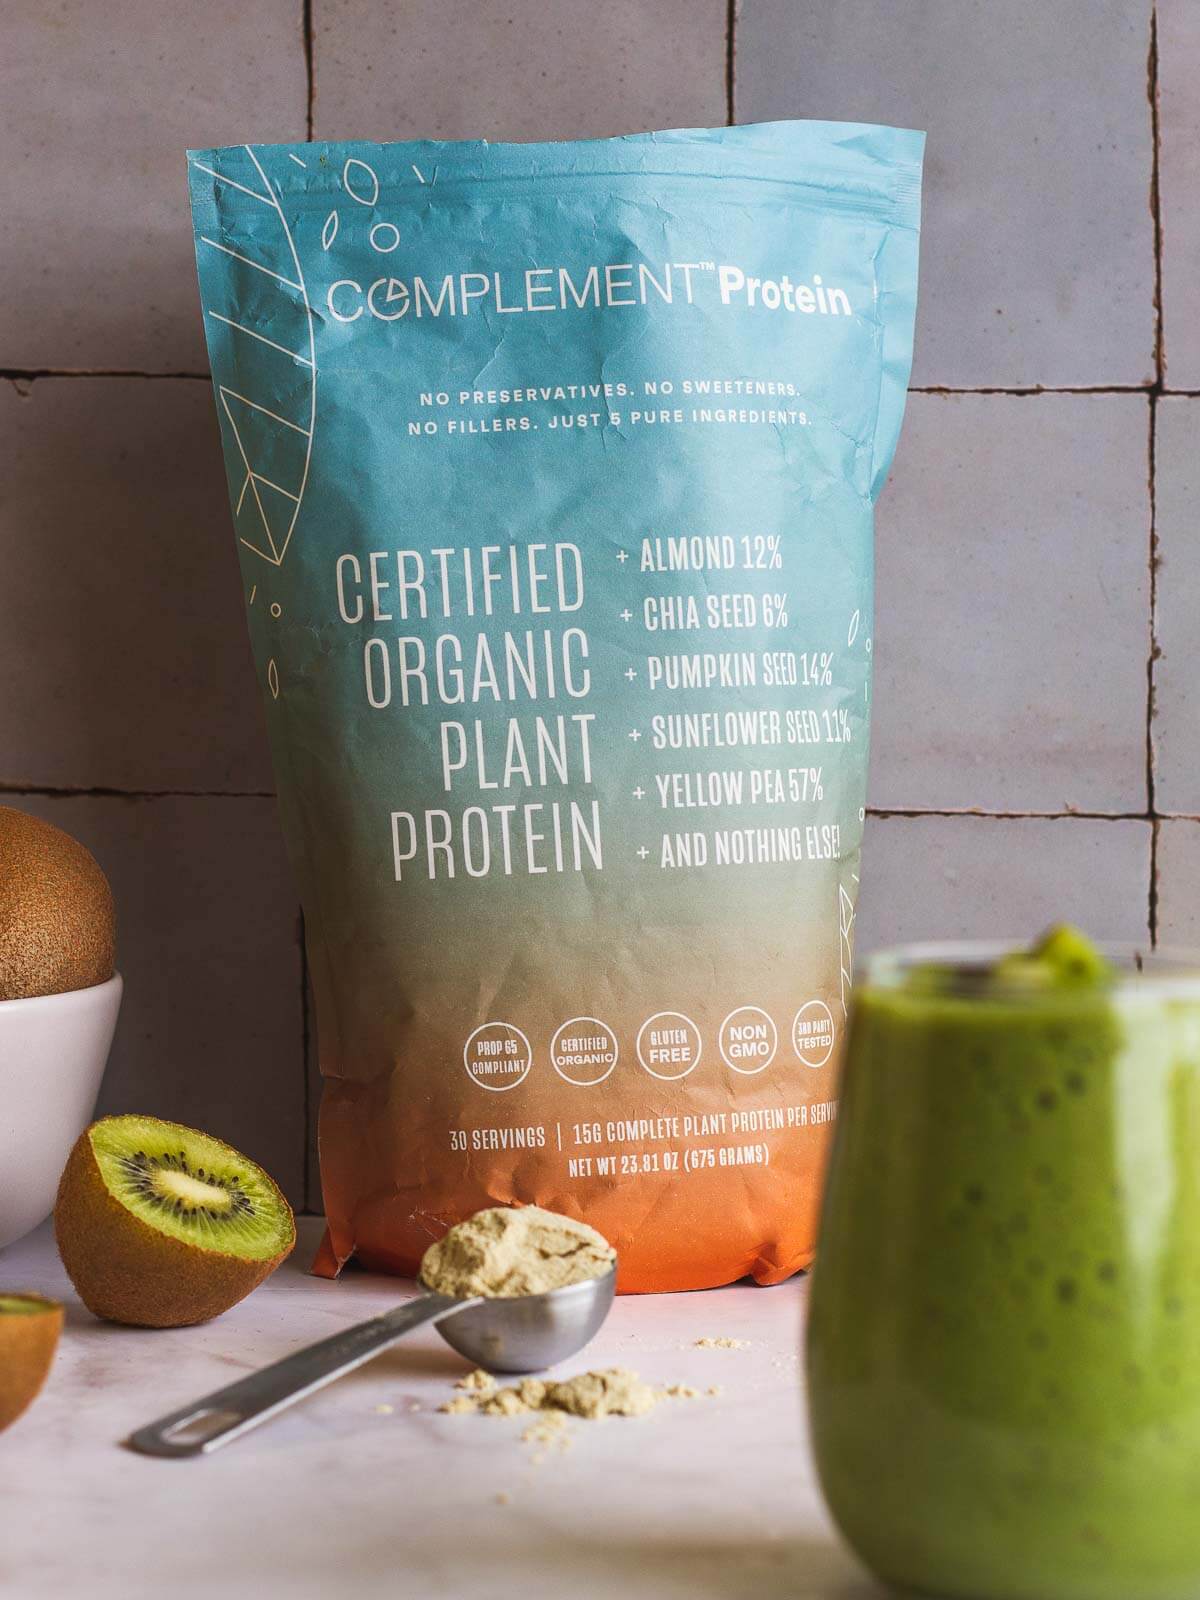 COMPLEMENT™ Protein
NO PRESERVATIVES. NO SWEETENERS.
NO FILLERS. JUST 5 PURE INGREDIENTS.
CERTIFIED
ORGANIC
PLANT
PROTEIN
+ ALMOND 12%
+ CHIA SEED 6%
+ PUMPKIN SEED 14%
+ SUNFLOWER SEED 11%
+ YELLOW PEA 57%
+ AND NOTHING ELSE!
PROP 65
COMPLIANT
CERTIFIED
ORGANIC
GLUTEN
FREE
NON
GMO
3RD PARTY
TESTED
30 SERVINGS | 15G COMPLETE PLANT PROTEIN PER
NET WT 23.81 OZ (675 GRAMS)